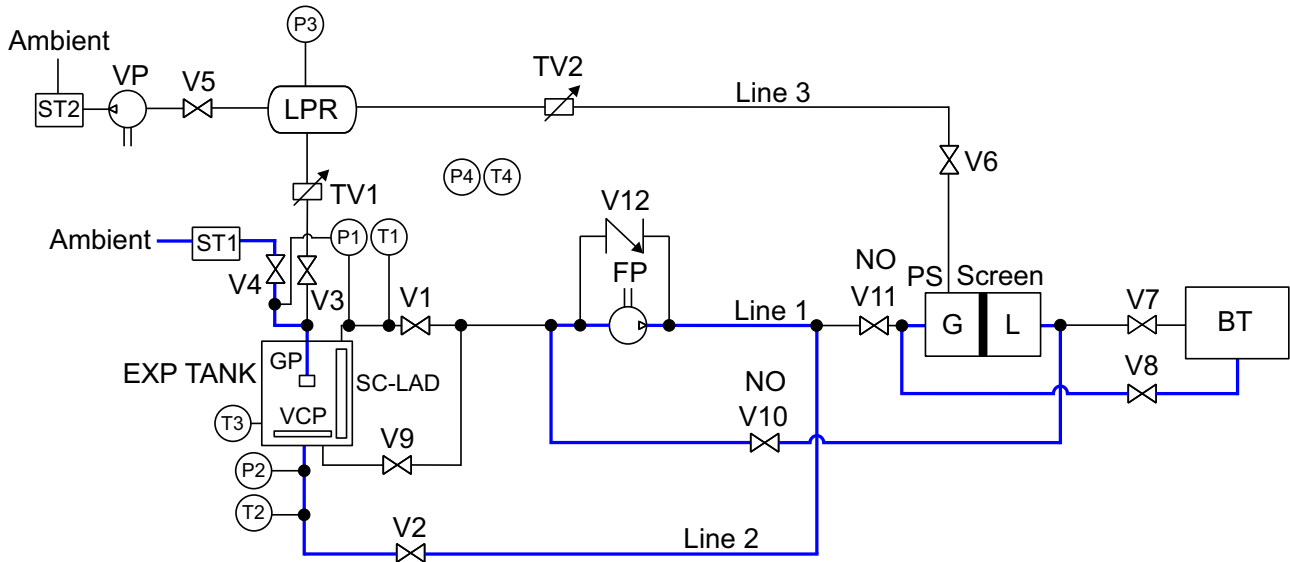 P3
Ambient
VP
V5
TV2
ST2
LPR
Line 3
V6
P4
T4
TV1
V12
Ambient
ST1
P1
T1
V4
V3
V1
FP
NO
V11
PS
Screen
Line 1
G
L
V7
BT
V8
EXP TANK
GP
SC-LAD
VCP
T3
V9
NO
V10
P2
T2
V2
Line 2